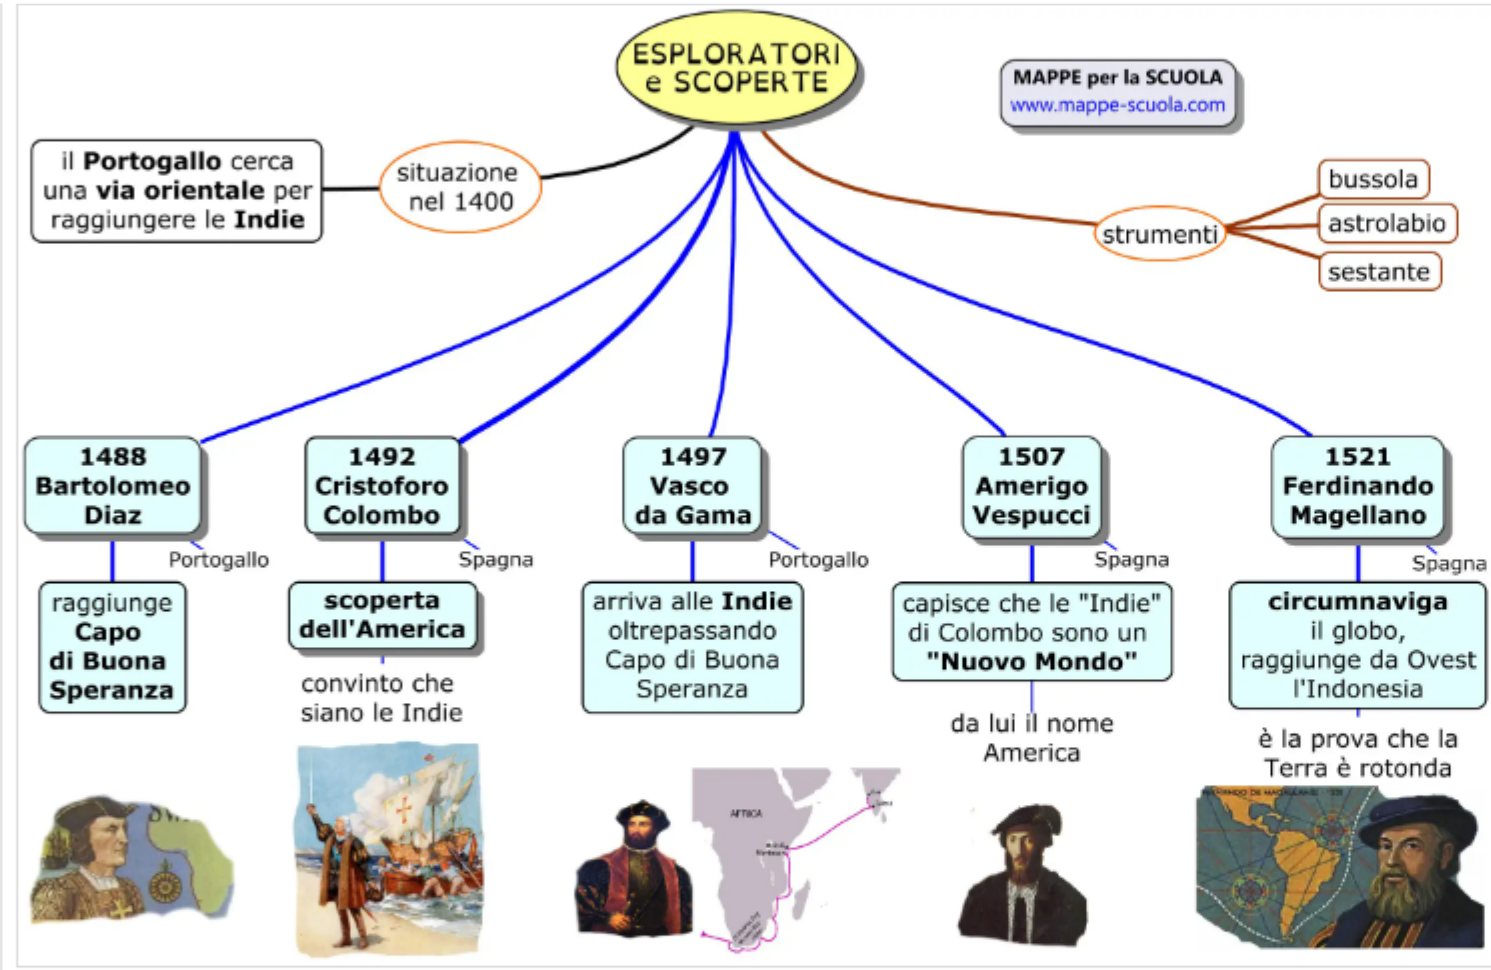 ESPLORATORI
e SCOPERTE
MAPPE per la SCUOLA
www.mappe-scuola.com
il Portogallo cerca
una via orientale per
raggiungere le Indie
situazione
nel 1400
strumenti
bussola
astrolabio
sestante
1488
Bartolomeo
Diaz
Portogallo
raggiunge
Capo
di Buona
Speranza
1492
Cristoforo
Colombo
Spagna
scoperta
dell'America
convinto che
siano le Indie
1497
Vasco
da Gama
Portogallo
arriva alle Indie
oltrepassando
Capo di Buona
Speranza
1507
Amerigo
Vespucci
Spagna
capisce che le "Indie"
di Colombo sono un
"Nuovo Mondo"
da lui il nome
America
1521
Ferdinando
Magellano
Spagna
circumnaviga
il globo,
raggiunge da Ovest
l'Indonesia
è la prova che la
Terra è rotonda
AFRICA